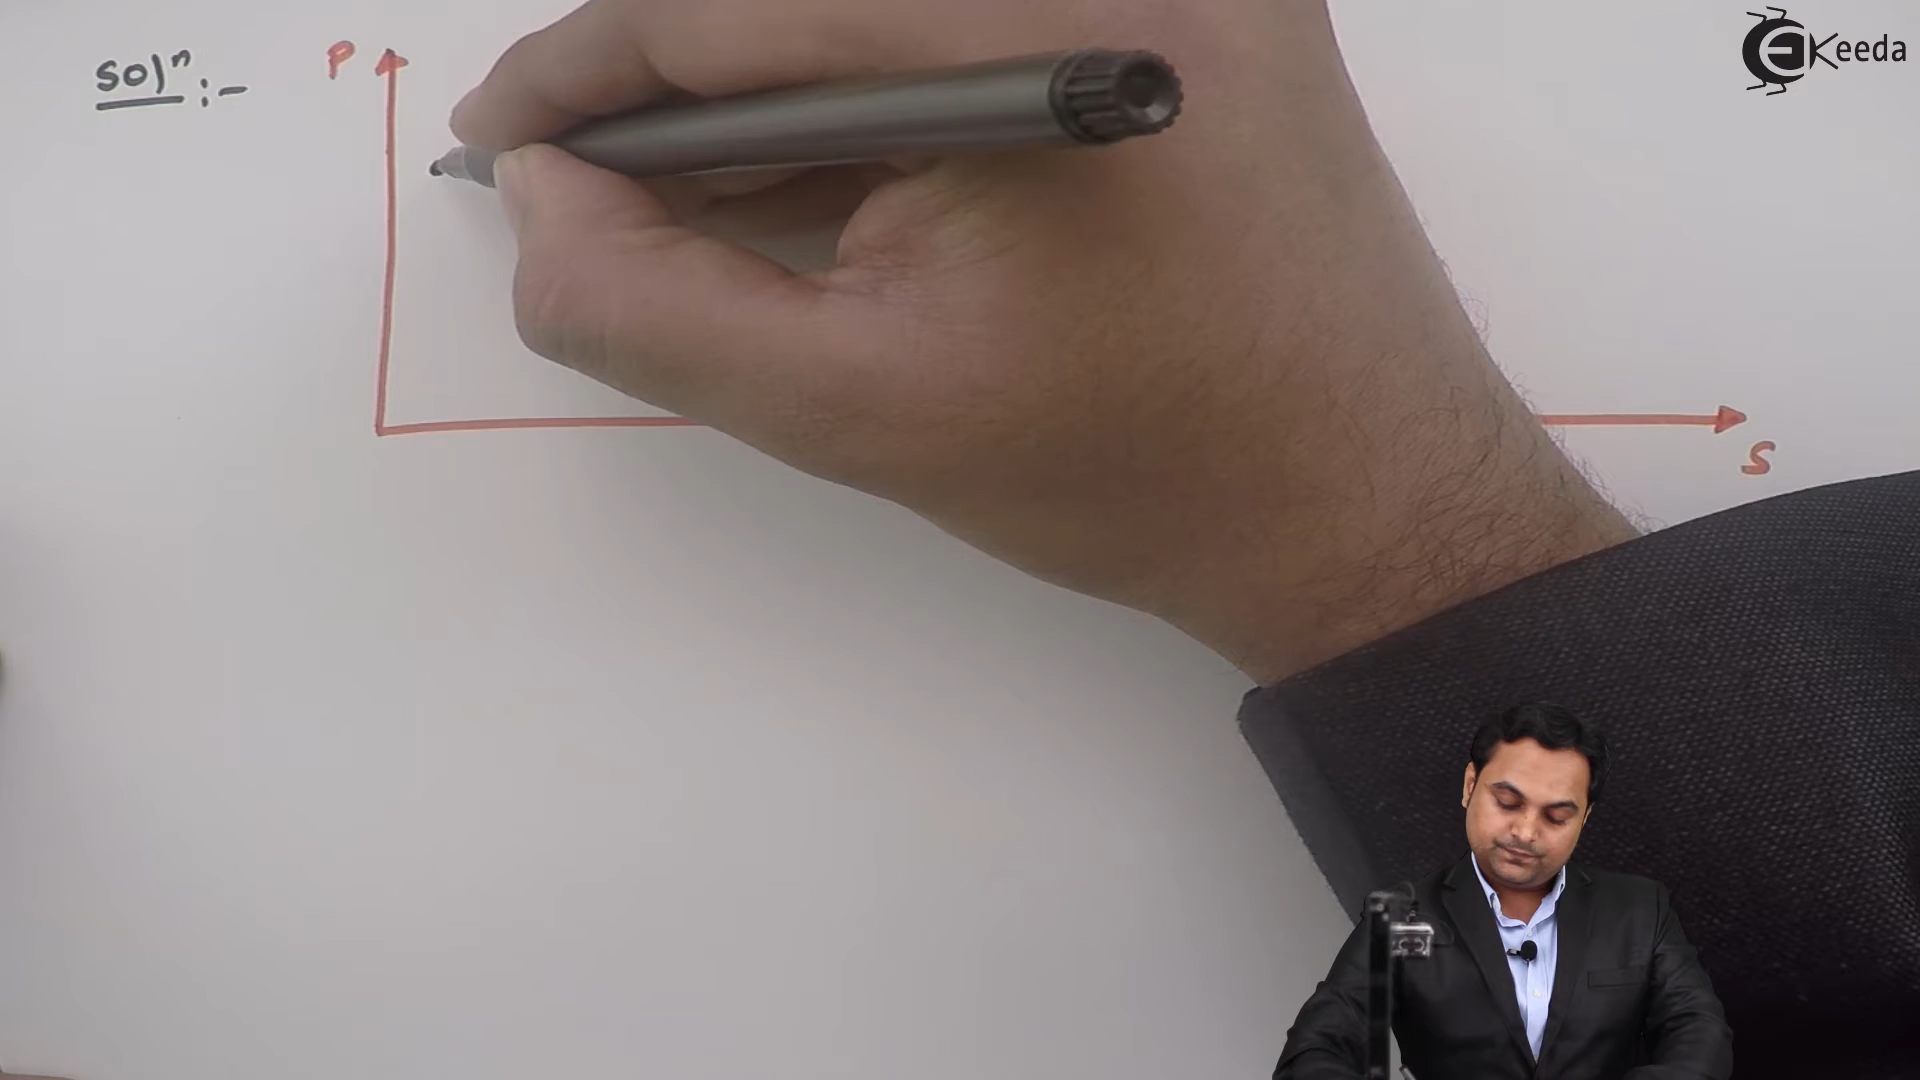 Solⁿ :-
P
S
EKeeda